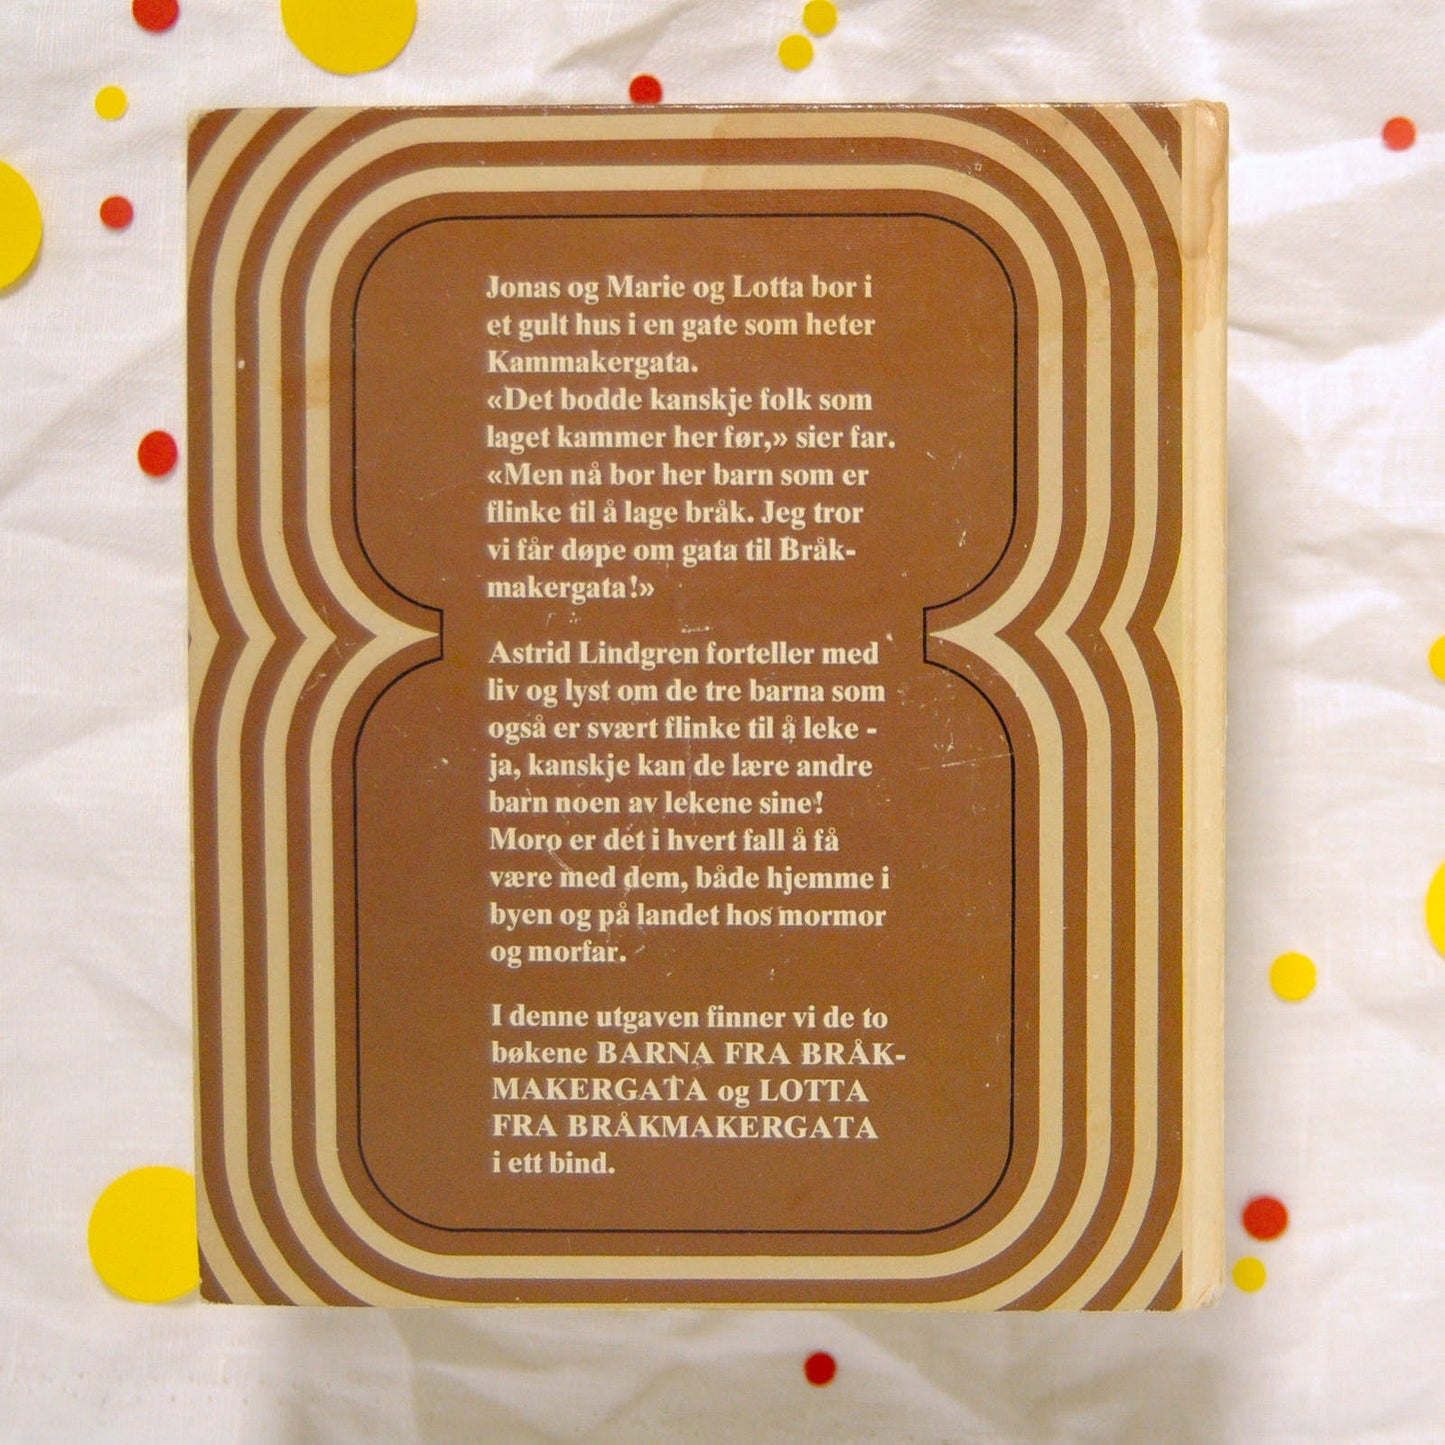 Jonas og Marie og Lotta bor i
et gult hus i en gate som heter
Kammakergata.
«Det bodde kanskje folk som
laget kammer her før,» sier far.
«Men nå bor her barn som er
flinke til å lage bråk. Jeg tror
vi får døpe om gata til Bråk-
makergata!»
Astrid Lindgren forteller med
liv og lyst om de tre barna som
også er svært flinke til å leke -
ja, kanskje kan de lære andre
barn noen av lekene sine!
Moro er det i hvert fall å få
være med dem, både hjemme i
byen og på landet hos mormor
og morfar.
I denne utgaven finner vi de to
bøkene BARNA FRA BRÅK-
MAKERGATA og LOTTA
FRA BRÅKMAKERGATA
i ett bind.